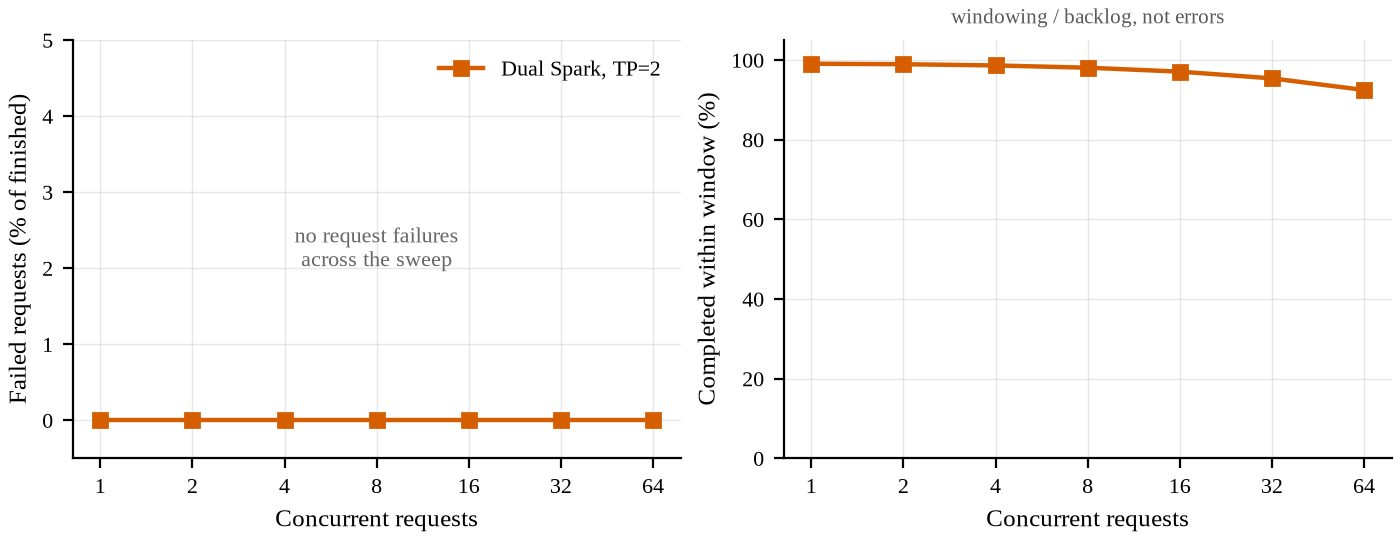 Failed requests (% of finished)
5
4
3
2
1
0
Dual Spark, TP=2
no request failures
across the sweep
1 2 4 8 16 32 64
Concurrent requests
windowing / backlog, not errors
Completed within window (%)
100
80
60
40
20
0
1 2 4 8 16 32 64
Concurrent requests